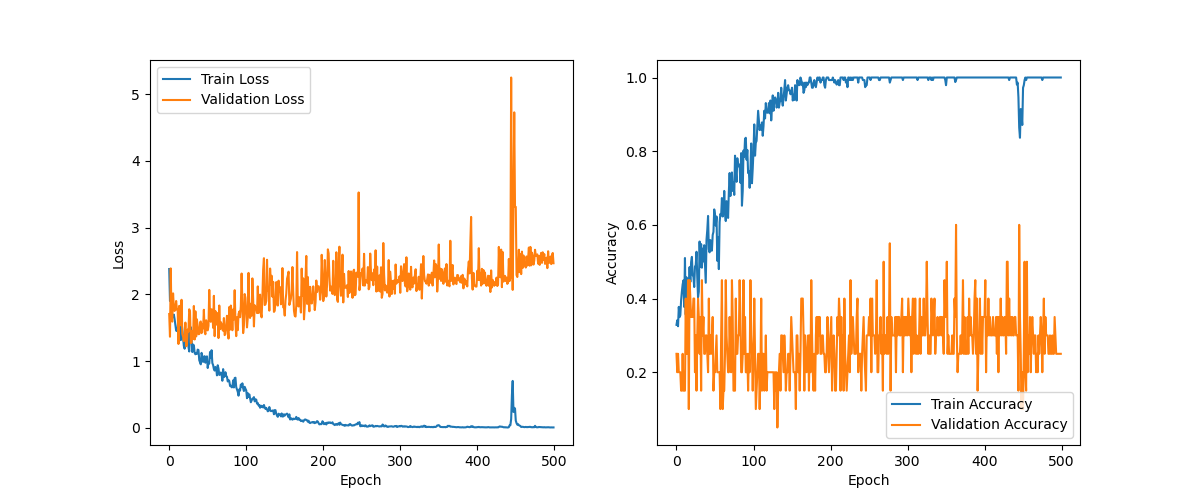 Train Loss
Validation Loss
5
4
3
2
1
0
Loss
0 100 200 300 400 500
Epoch
1.0
0.8
0.6
0.4
0.2
Accuracy
Train Accuracy
Validation Accuracy
0 100 200 300 400 500
Epoch